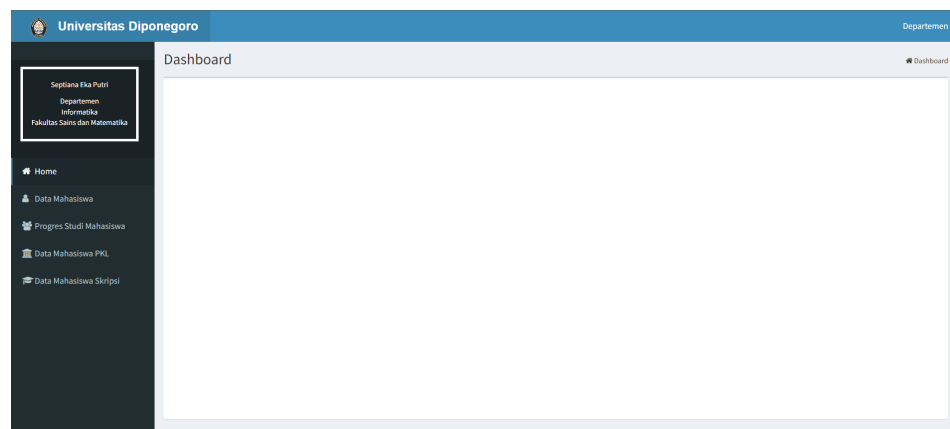 Universitas Diponegoro
Departemen
Dashboard
Dashboard
Septiana Eka Putri
Departemen
Informatika
Fakultas Sains dan Matematika
Home
Data Mahasiswa
Progres Studi Mahasiswa
Data Mahasiswa PKL
Data Mahasiswa Skripsi